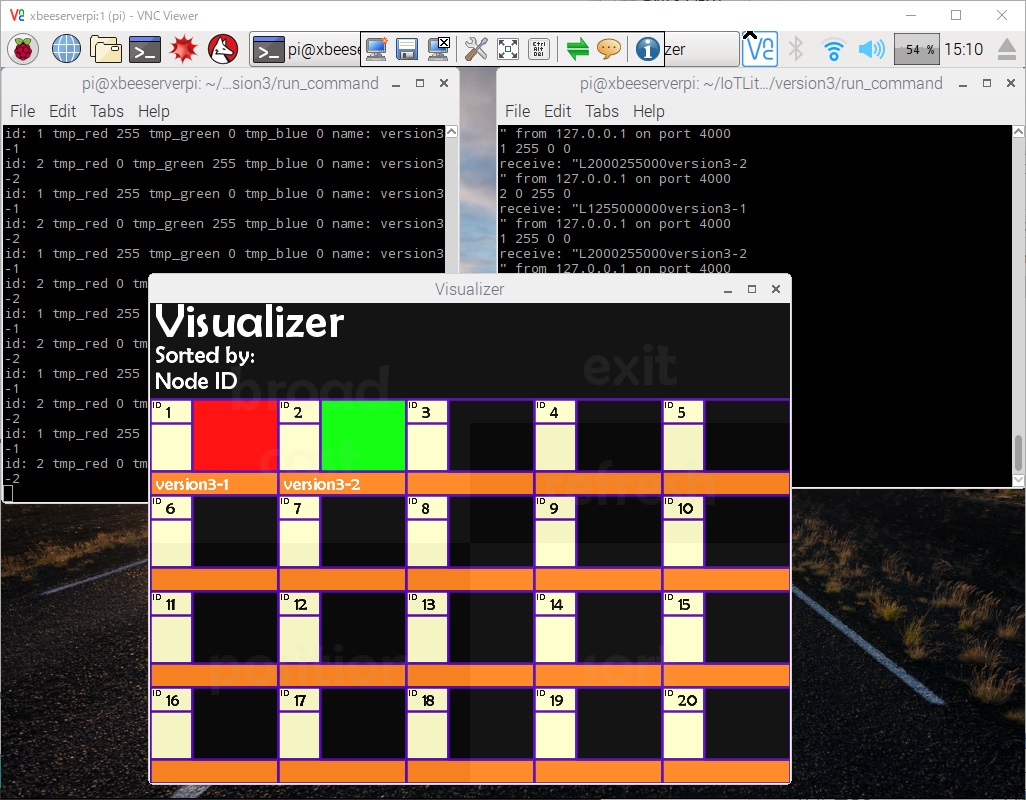 xbeeserverpi:1 (pi) - VNC Viewer
pi@xbeese
Ctrl Alt Del
zer
54 %
15:10
pi@xbeeserverpi: ~/...sion3/run_command
File Edit Tabs Help
id: 1 tmp_red 255 tmp_green 0 tmp_blue 0 name: version3
-1
id: 2 tmp_red 0 tmp_green 255 tmp_blue 0 name: version3
-2
id: 1 tmp_red 255 tmp_green 0 tmp_blue 0 name: version3
-1
id: 2 tmp_red 0 tmp_green 255 tmp_blue 0 name: version3
-2
id: 1 tmp_red 255 tmp_green 0 tmp_blue 0 name: version3
-1
id: 2 tmp_red 0 tm
-2
id: 1 tmp_red 255
-1
id: 2 tmp_red 0 tm
-2
id: 1 tmp_red 255
-1
id: 2 tmp_red 0 tm
-2
id: 1 tmp_red 255
-1
id: 2 tmp_red 0 tm
-2
pi@xbeeserverpi: ~/IoTLit.../version3/run_command
File Edit Tabs Help
" from 127.0.0.1 on port 4000
1 255 0 0
receive: "L2000255000version3-2
" from 127.0.0.1 on port 4000
2 0 255 0
receive: "L1255000000version3-1
" from 127.0.0.1 on port 4000
1 255 0 0
receive: "L2000255000version3-2
" from 127.0.0.1 on port 4000
Visualizer
Visualizer
Sorted by:
Node ID
broad
cast
exit
refresh
position
sort
ID 1
ID 2
ID 3
ID 4
ID 5
version3-1
version3-2
ID 6
ID 7
ID 8
ID 9
ID 10
ID 11
ID 12
ID 13
ID 14
ID 15
ID 16
ID 17
ID 18
ID 19
ID 20